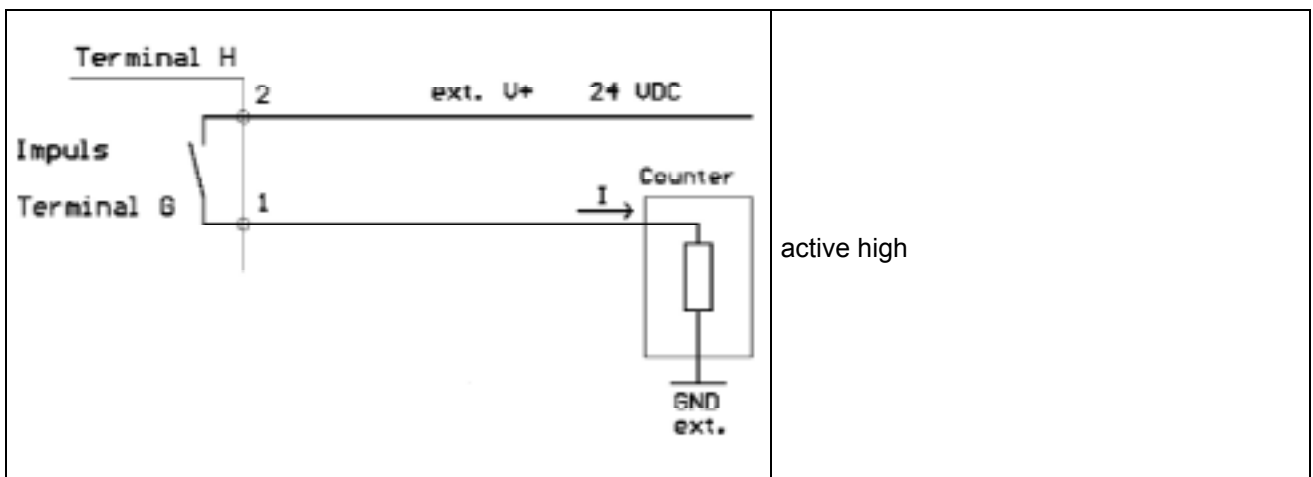 Terminal H
2
ext. V+ 24 VDC
Impuls
Counter
Terminal G
1
I
active high
GND
ext.